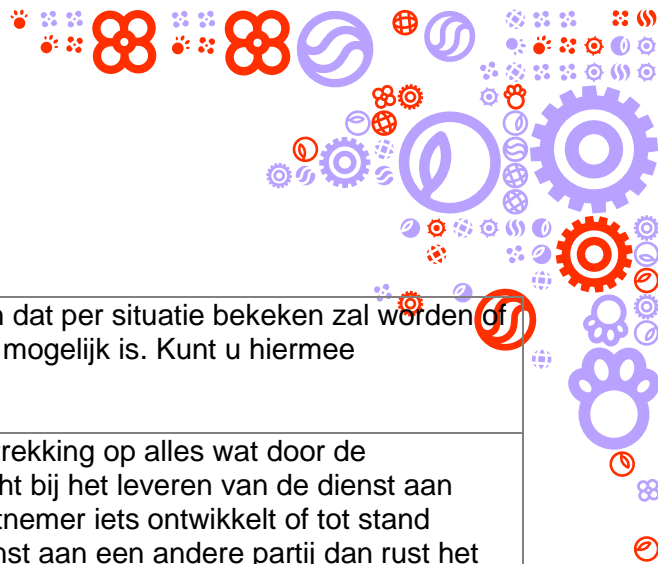 dat per situatie bekeken zal worden of
mogelijk is. Kunt u hiermee
trekking op alles wat door de
ht bij het leveren van de dienst aan
tnemer iets ontwikkelt of tot stand
nst aan een andere partij dan rust het